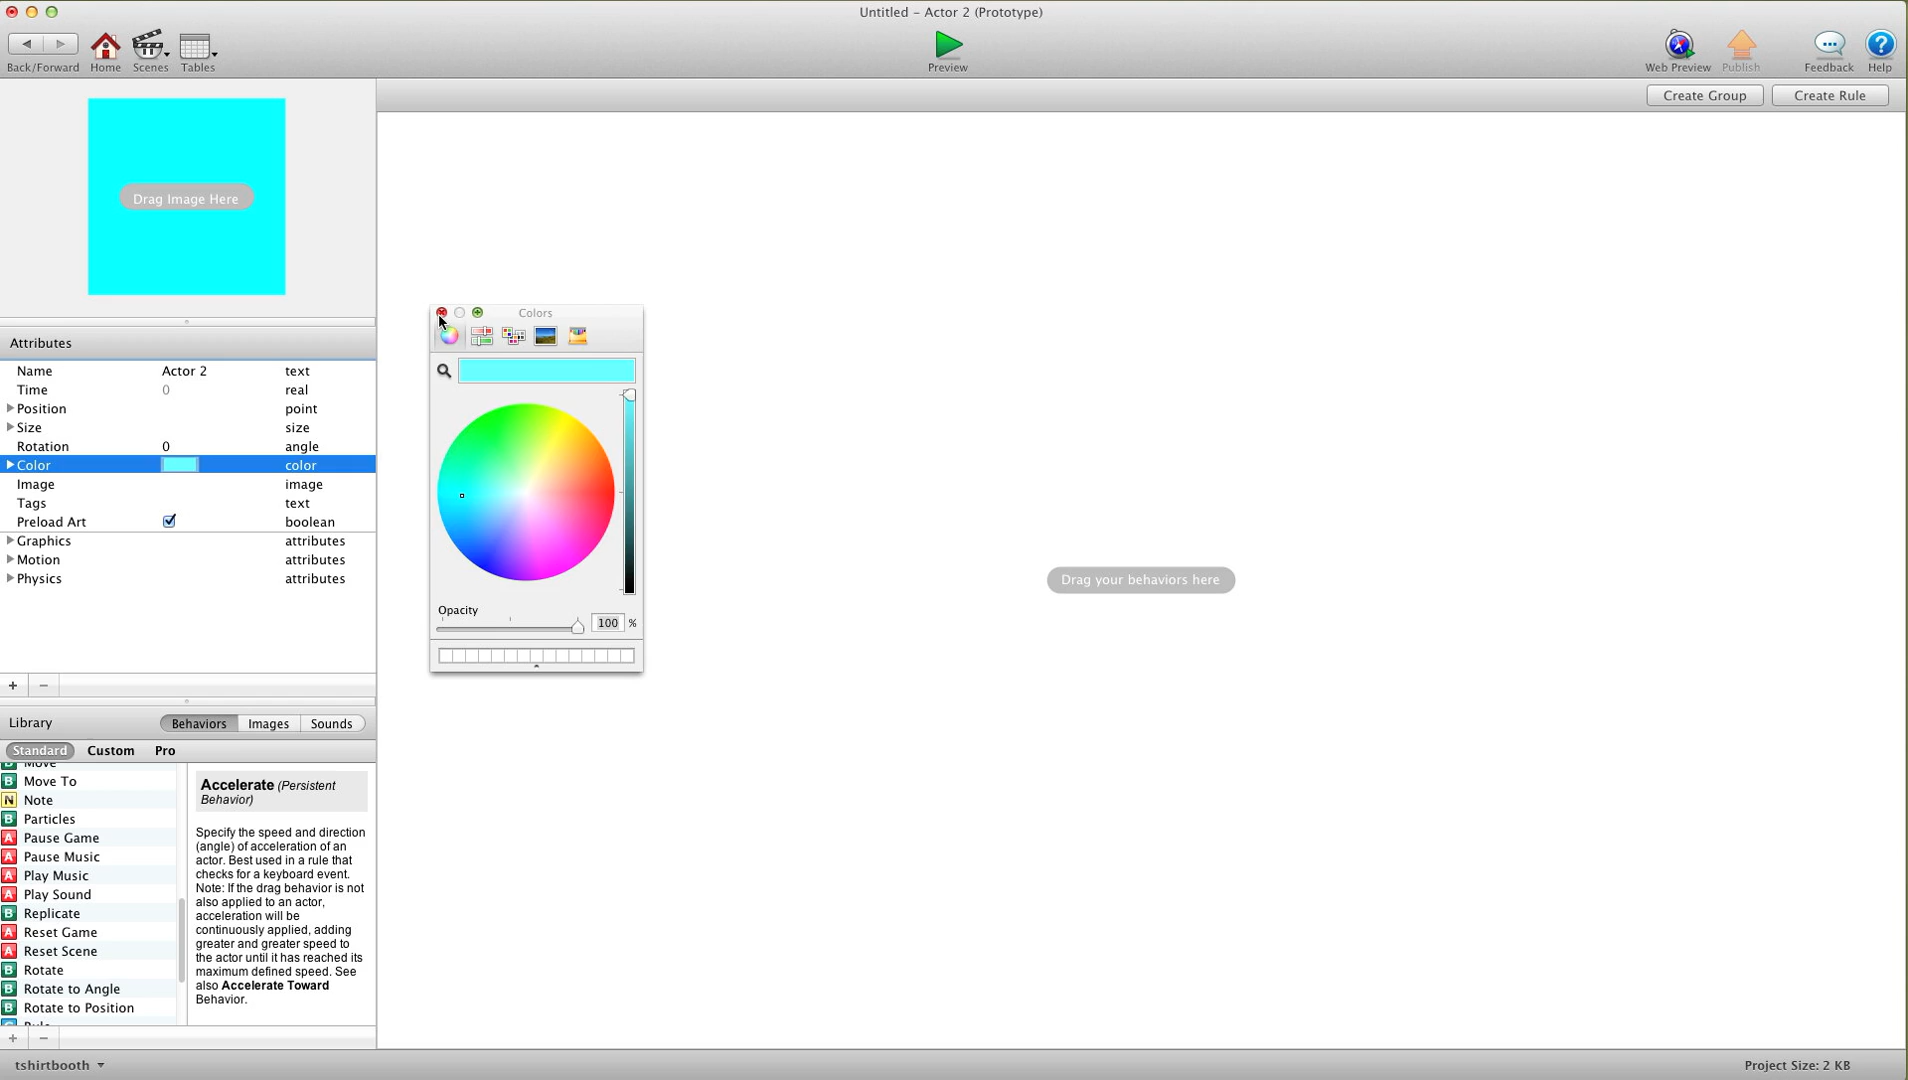 Untitled - Actor 2 (Prototype)
Back/Forward
Home
Scenes
Tables
Preview
Web Preview
Publish
Feedback
Help
Create Group
Create Rule
Drag Image Here
Attributes
Name Actor 2 text
Time 0 real
Position point
Size size
Rotation 0 angle
Color color
Image image
Tags text
Preload Art boolean
Graphics attributes
Motion attributes
Physics attributes
Colors
Opacity
100 %
Drag your behaviors here
+ −
Library Behaviors Images Sounds
Standard Custom Pro
Move
B Move To
N Note
B Particles
A Pause Game
A Pause Music
A Play Music
A Play Sound
B Replicate
A Reset Game
A Reset Scene
B Rotate
B Rotate to Angle
B Rotate to Position
Rule
Accelerate (Persistent
Behavior)
Specify the speed and direction
(angle) of acceleration of an
actor. Best used in a rule that
checks for a keyboard event.
Note: If the drag behavior is not
also applied to an actor,
acceleration will be
continuously applied, adding
greater and greater speed to
the actor until it has reached its
maximum defined speed. See
also Accelerate Toward
Behavior.
+ −
tshirtbooth
Project Size: 2 KB